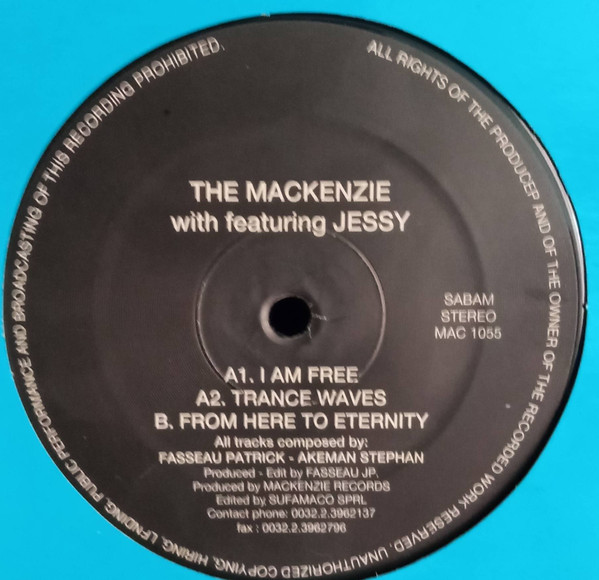 ALL RIGHTS OF THE PRODUCEP AND OF THE OWNER OF THE RECORDED WORK RESERVED. UNAUTHORIZED COPYING, HIRING, LFNDING, PUBLIC PERFORMANCE AND BROADCASTING OF THIS RECORDING PROHIBITED.
THE MACKENZIE
with featuring JESSY
SABAM
STEREO
MAC 1055
A1. I AM FREE
A2. TRANCE WAVES
B. FROM HERE TO ETERNITY
All tracks composed by:
FASSEAU PATRICK - AKEMAN STEPHAN
Produced - Edit by FASSEAU JP.
Produced by MACKENZIE RECORDS
Edited by SUFAMACO SPRL
Contact phone: 0032.2.3962137
fax : 0032.2.3962796